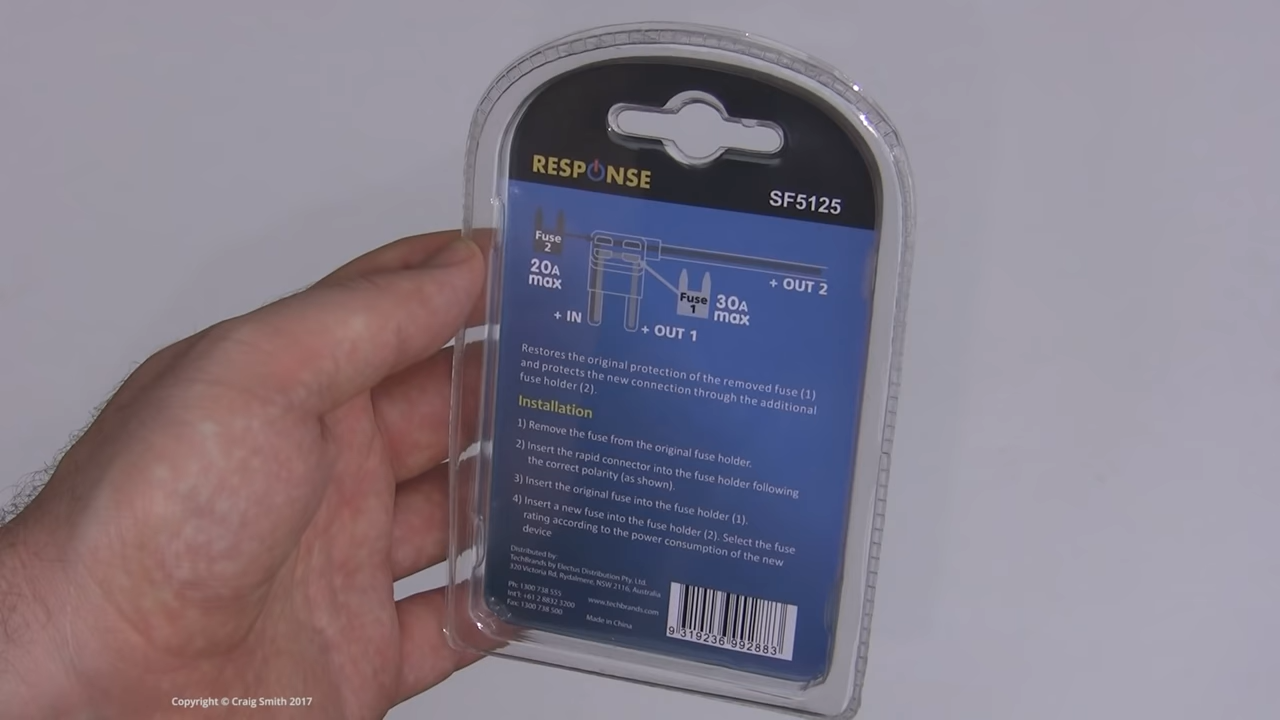 RESPONSE
SF5125
Fuse
2
20A
max
+ OUT 2
Fuse
1
30A
max
+ IN
+ OUT 1
Restores the original protection of the removed fuse (1)
and protects the new connection through the additional
fuse holder (2).
Installation
1) Remove the fuse from the original fuse holder.
2) Insert the rapid connector into the fuse holder following
the correct polarity (as shown).
3) Insert the original fuse into the fuse holder (1).
4) Insert a new fuse into the fuse holder (2). Select the fuse
rating according to the power consumption of the new
device
Distributed by:
TechBrands by Electus Distribution Pty. Ltd.
320 Victoria Rd, Rydalmere, NSW 2116, Australia
Ph: 1300 738 555
Int'l: +61 2 8832 3200
Fax: 1300 738 500
www.techbrands.com
Made in China
9 319236 992883
Copyright © Craig Smith 2017